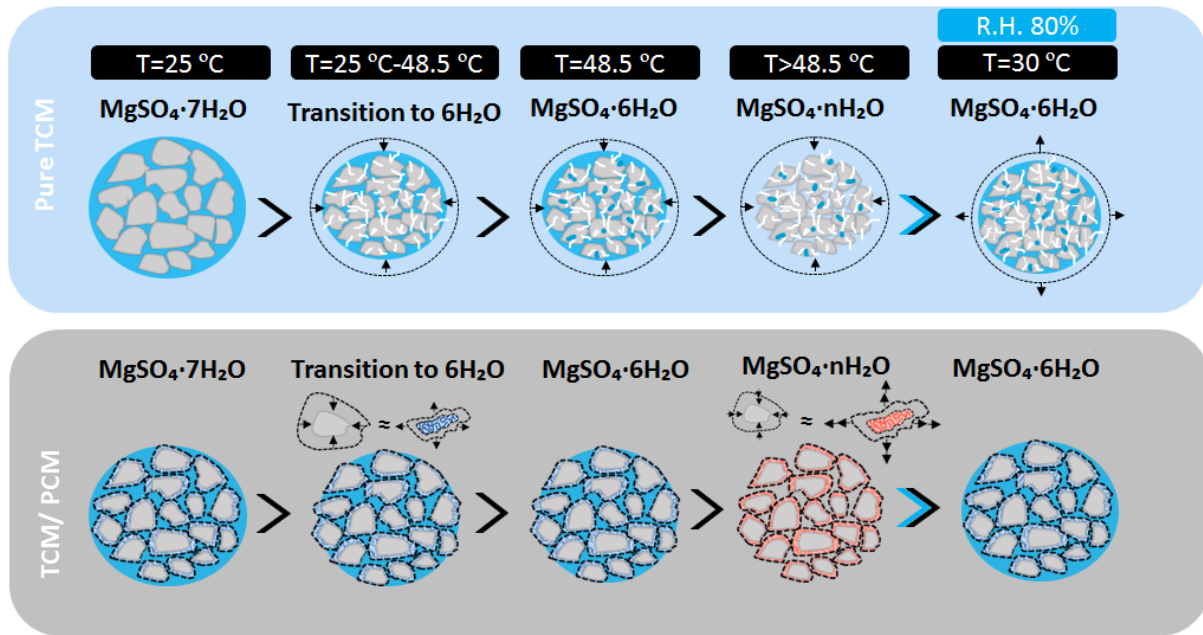 R.H. 80%
T=25 °C
T=25 °C-48.5 °C
T=48.5 °C
T>48.5 °C
T=30 °C
Pure TCM
MgSO₄·7H₂O
Transition to 6H₂O
MgSO₄·6H₂O
MgSO₄·nH₂O
MgSO₄·6H₂O
TCM/ PCM
MgSO₄·7H₂O
Transition to 6H₂O
MgSO₄·6H₂O
MgSO₄·nH₂O
MgSO₄·6H₂O
≈
≈